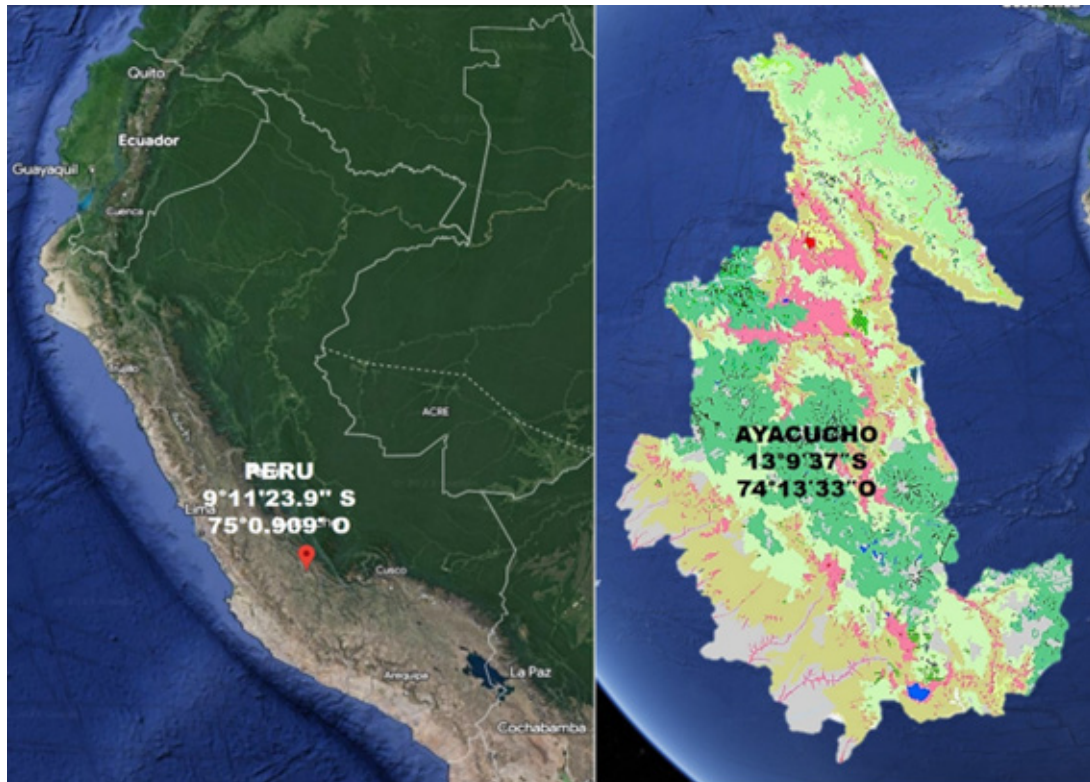 Quito
Ecuador
Guayaquil
Cuenca
ACRE
PERU
9°11'23.9" S
75°0.909° O
Lima
Cusco
Arequipa
La Paz
Cochabamba
AYACUCHO
13°9'37"S
74°13'33"O